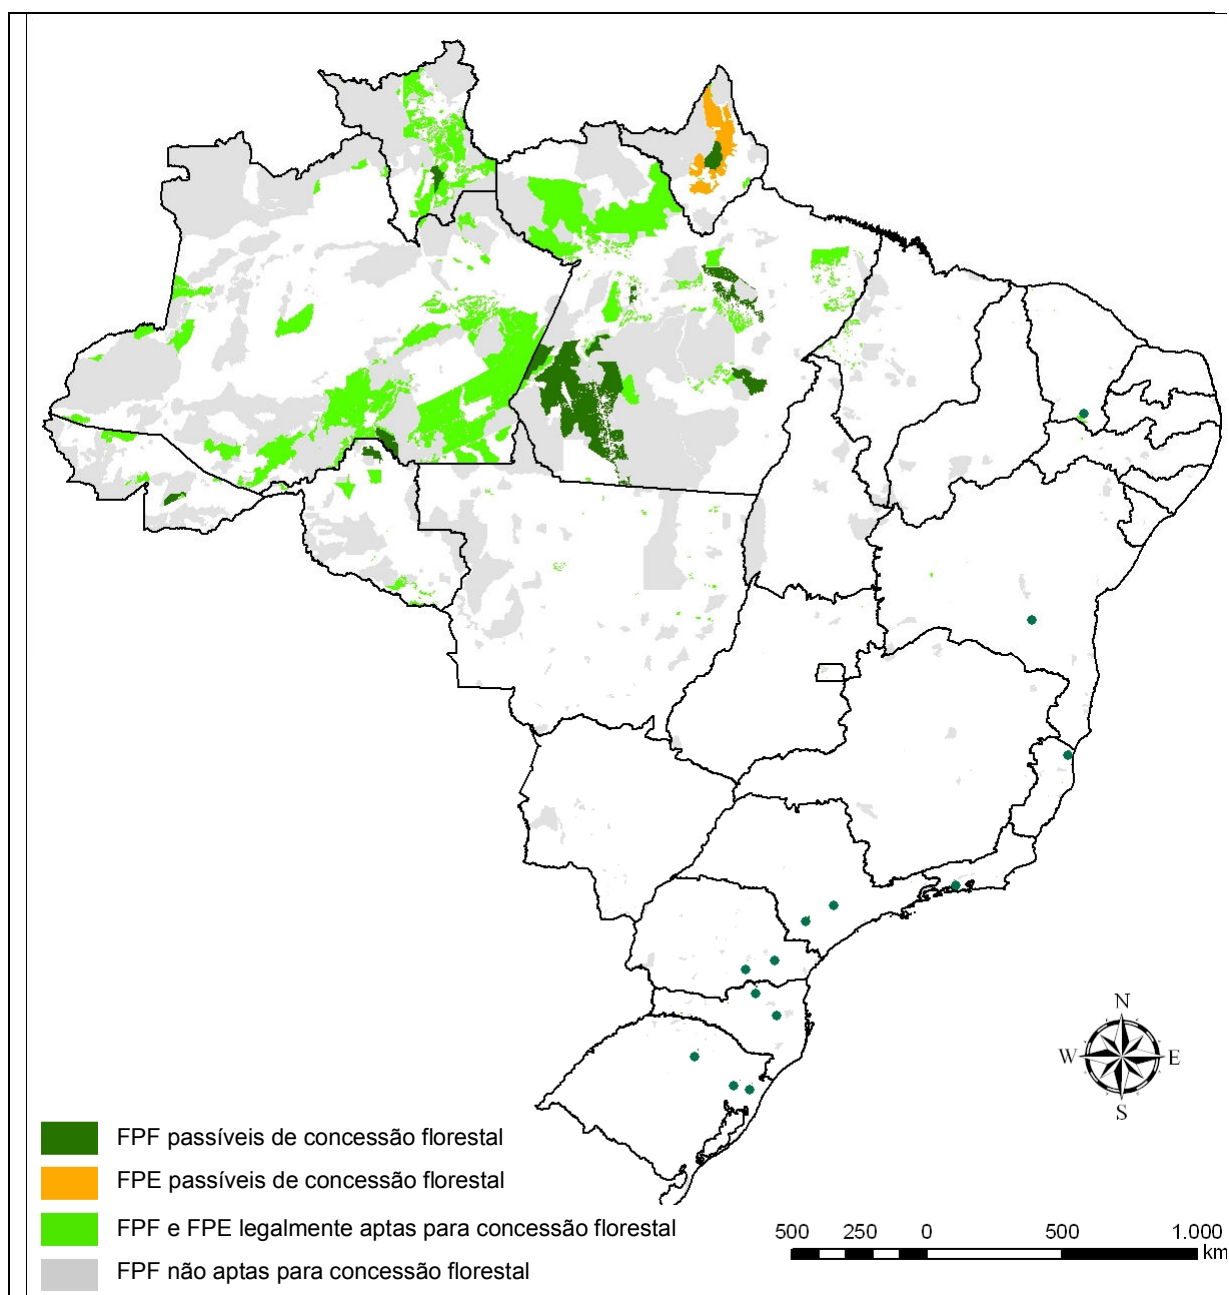 N
W E
S
FPF passíveis de concessão florestal
FPE passíveis de concessão florestal
FPF e FPE legalmente aptas para concessão florestal
FPF não aptas para concessão florestal
500 250 0 500 1.000
km